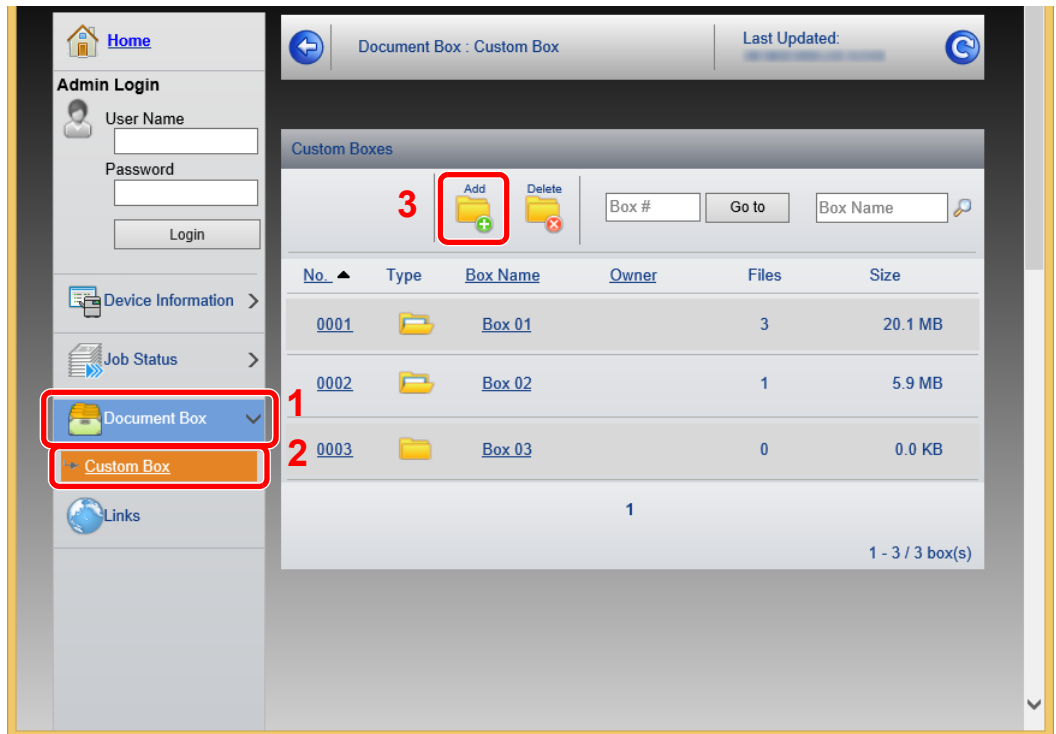 Home
Document Box : Custom Box
Last Updated:
Admin Login
User Name
Password
Login
Device Information
Job Status
Document Box
1
Custom Box
2
Links
Custom Boxes
3
Add
Delete
Box #
Go to
Box Name
No. Type Box Name Owner Files Size
0001 Box 01 3 20.1 MB
0002 Box 02 1 5.9 MB
0003 Box 03 0 0.0 KB
1
1 - 3 / 3 box(s)